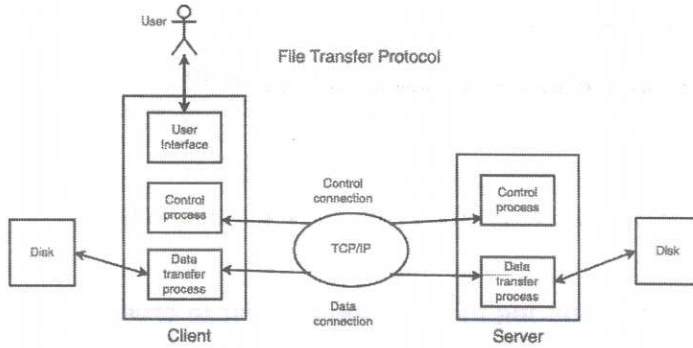 User
File Transfer Protocol
User
Interface
Control
process
Data
transfer
process
Client
Disk
Control
connection
TCP/IP
Data
connection
Control
process
Data
transfer
process
Server
Disk